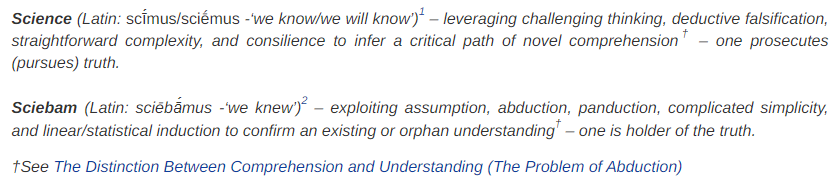 Science (Latin: scī́mus/sciḗmus -‘we know/we will know’)1 – leveraging challenging thinking, deductive falsification,
straightforward complexity, and consilience to infer a critical path of novel comprehension† – one prosecutes
(pursues) truth.
Sciebam (Latin: sciēbā́mus -‘we knew’)2 – exploiting assumption, abduction, panduction, complicated simplicity,
and linear/statistical induction to confirm an existing or orphan understanding† – one is holder of the truth.
†See The Distinction Between Comprehension and Understanding (The Problem of Abduction)